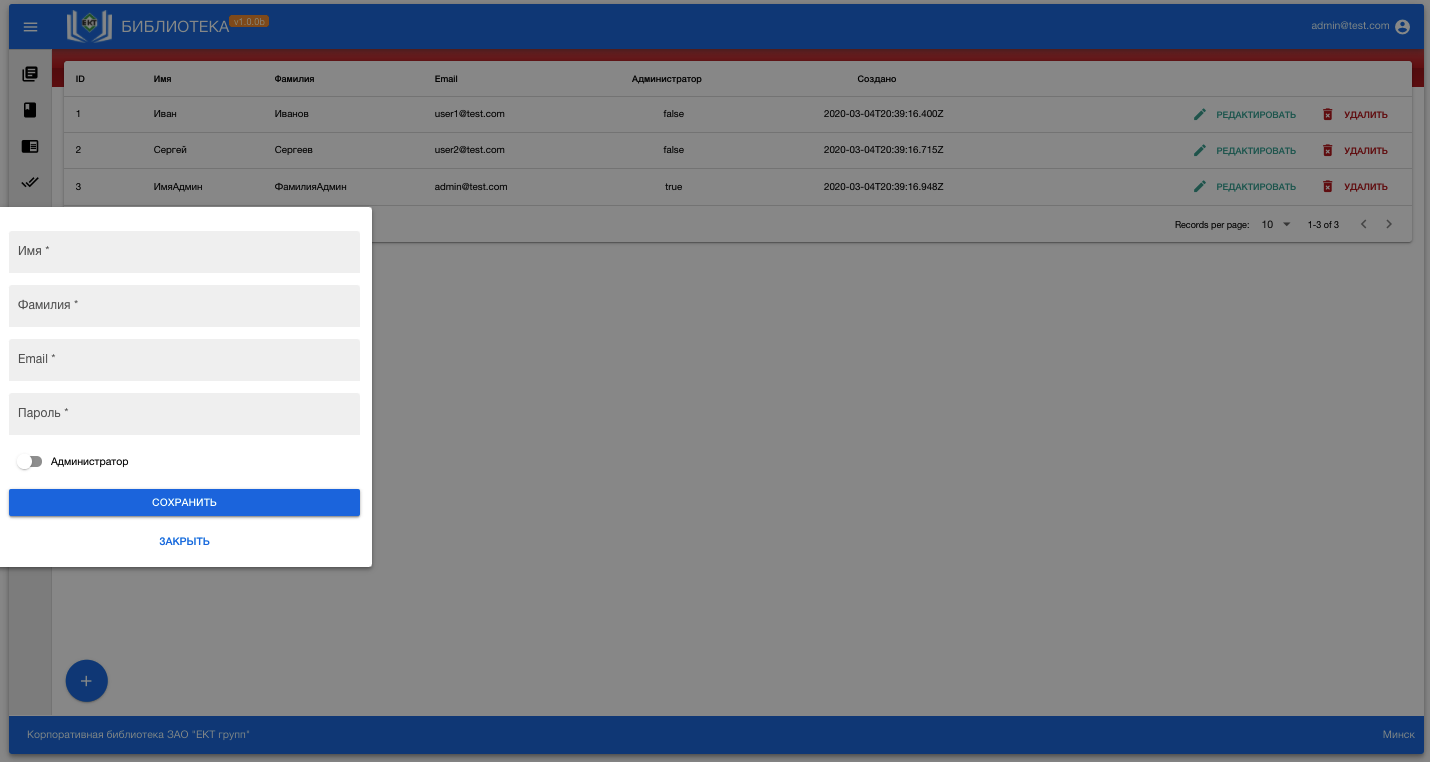 ЕКТ
БИБЛИОТЕКА v1.0.0b
admin@test.com
ID Имя Фамилия Email Администратор Создано
1 Иван Иванов user1@test.com false 2020-03-04T20:39:16.400Z РЕДАКТИРОВАТЬ УДАЛИТЬ
2 Сергей Сергеев user2@test.com false 2020-03-04T20:39:16.715Z РЕДАКТИРОВАТЬ УДАЛИТЬ
3 ИмяАдмин ФамилияАдмин admin@test.com true 2020-03-04T20:39:16.948Z РЕДАКТИРОВАТЬ УДАЛИТЬ
Records per page: 10 1-3 of 3
Имя *
Фамилия *
Email *
Пароль *
Администратор
СОХРАНИТЬ
ЗАКРЫТЬ
Корпоративная библиотека ЗАО "ЕКТ групп" Минск